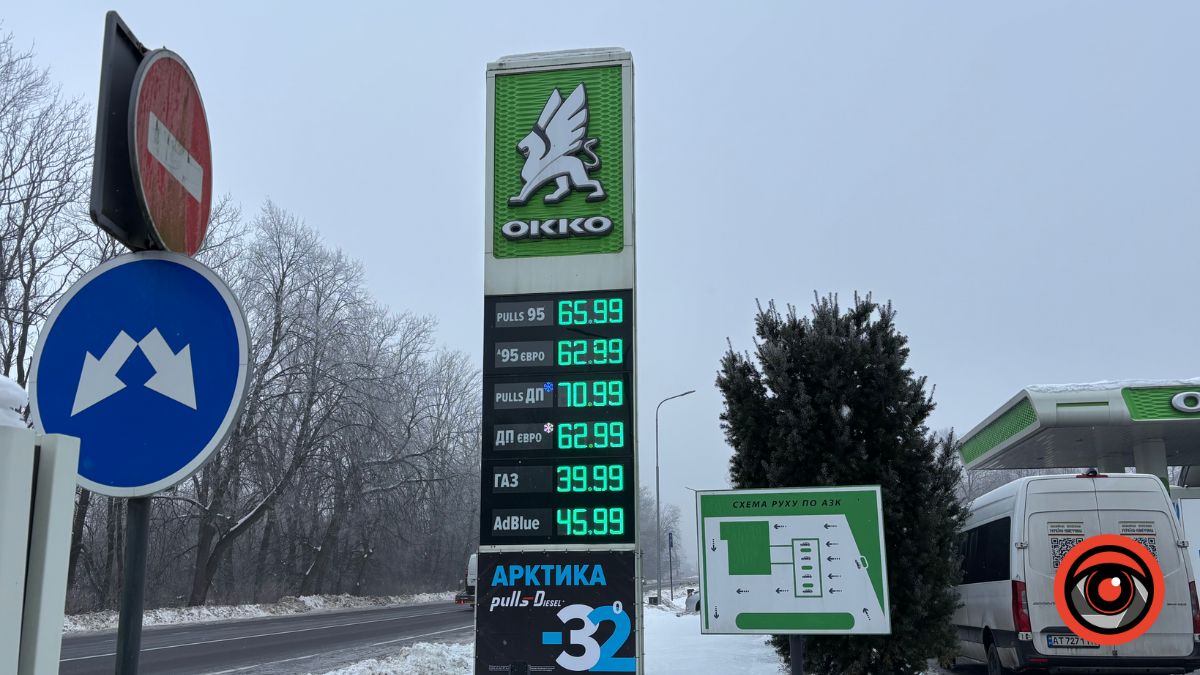 OKKO
PULLS 95 65.99
A95 ЄВРО 62.99
PULLS ДП 70.99
ДП ЄВРО 62.99
ГАЗ 39.99
AdBlue 45.99
АРКТИКА
pulls DIESEL
-32°
СХЕМА РУХУ ПО АЗК